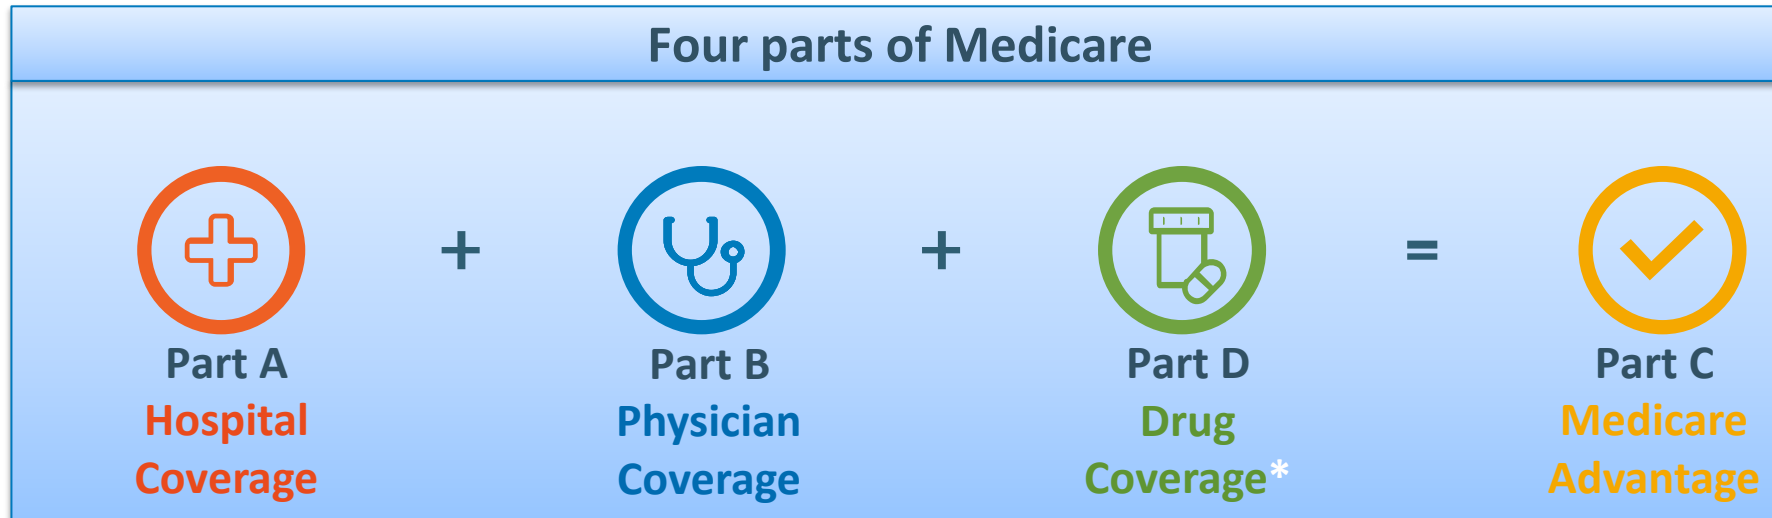 Four parts of Medicare
+ + =
Part A
Hospital
Coverage
Part B
Physician
Coverage
Part D
Drug
Coverage*
Part C
Medicare
Advantage